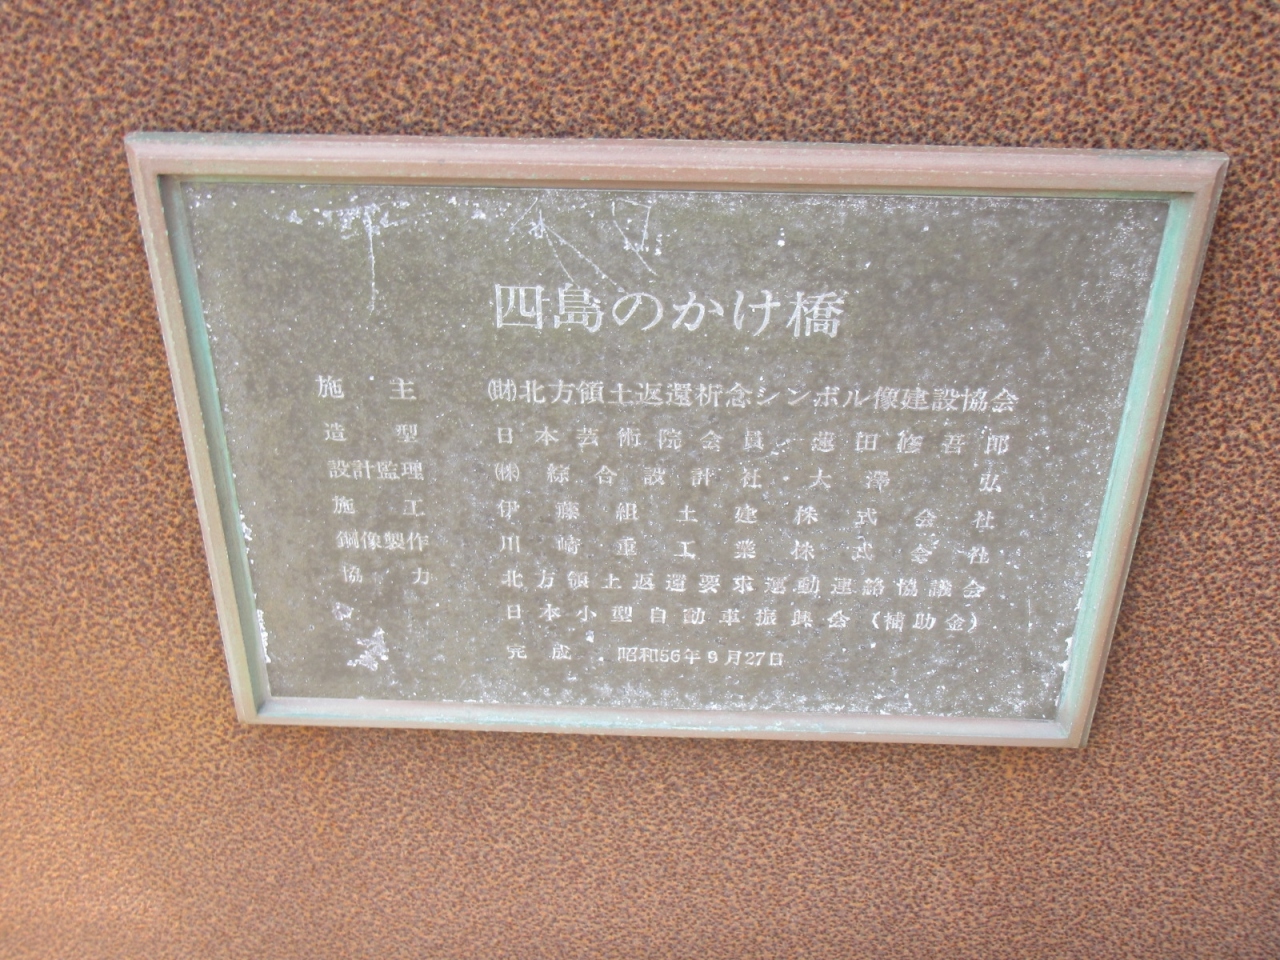 四島のかけ橋
施主 ㈶北方領土返還祈念シンボル像建設協会
造型 日本芸術院会員 蓮田修吾郎
設計監理 ㈱綜合設計社・大澤弘
施工 伊藤組土建株式会社
鋼像製作 川崎重工業株式会社
協力 北方領土返還要求運動連絡協議会
日本小型自動車振興会（補助金）
完成 昭和56年9月27日